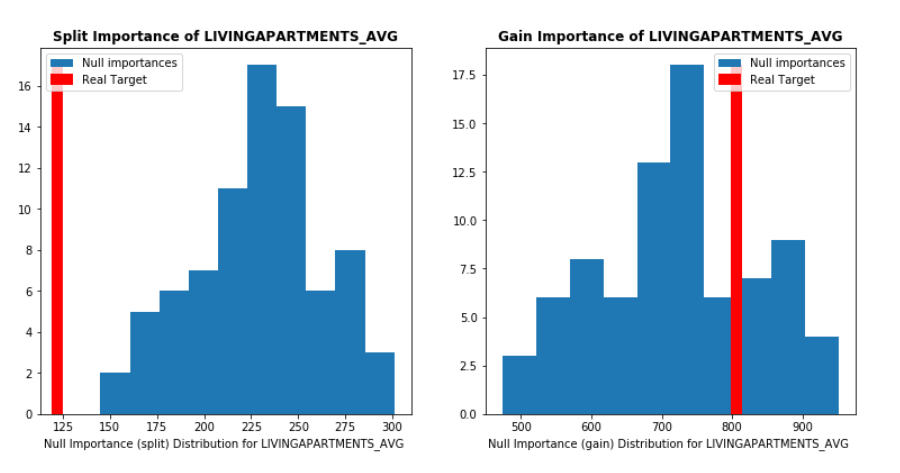 Split Importance of LIVINGAPARTMENTS_AVG
Null importances
Real Target
16
14
12
10
8
6
4
2
0
125 150 175 200 225 250 275 300
Null Importance (split) Distribution for LIVINGAPARTMENTS_AVG
Gain Importance of LIVINGAPARTMENTS_AVG
Null importances
Real Target
17.5
15.0
12.5
10.0
7.5
5.0
2.5
0.0
500 600 700 800 900
Null Importance (gain) Distribution for LIVINGAPARTMENTS_AVG